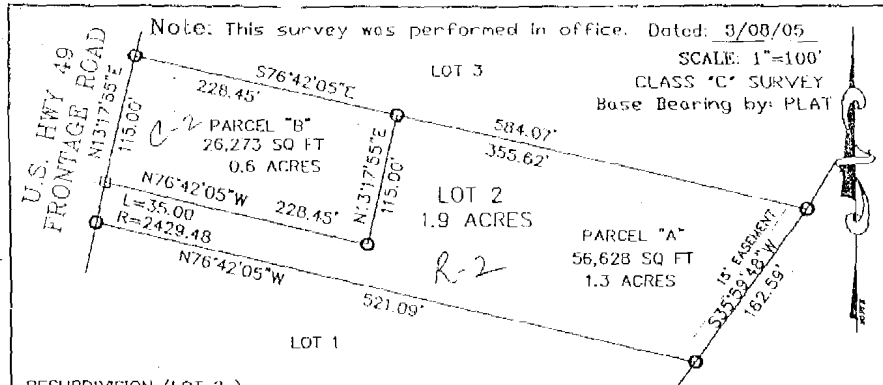 Note: This survey was performed in office. Dated: 3/08/05
SCALE: 1"=100'
CLASS "C" SURVEY
Base Bearing by: PLAT
U.S. HWY 49
FRONTAGE ROAD
N13°17'55"E
115.00'
S76°42'05"E
228.45'
LOT 3
C-2
PARCEL "B"
26,273 SQ FT
0.6 ACRES
N13°17'55"E
115.00'
584.07'
355.62'
N76°42'05"W
228.45'
L=35.00
R=2429.48
LOT 2
1.9 ACRES
R-2
PARCEL "A"
56,628 SQ FT
1.3 ACRES
15' EASEMENT
S35°59'48"W
162.59'
N76°42'05"W
521.09'
LOT 1
RESUBDIVISION (LOT 2 )